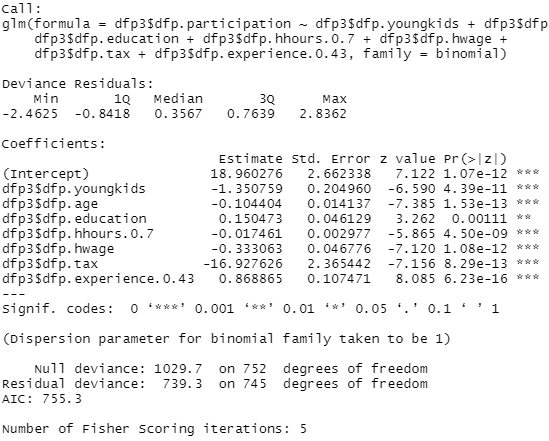 Call:
glm(formula = dfp3$dfp.participation ~ dfp3$dfp.youngkids + dfp3$dfp
    dfp3$dfp.education + dfp3$dfp.hhours.0.7 + dfp3$dfp.hwage +
    dfp3$dfp.tax + dfp3$dfp.experience.0.43, family = binomial)

Deviance Residuals:
    Min       1Q   Median       3Q      Max
-2.4625  -0.8418   0.3567   0.7639   2.8362

Coefficients:
                          Estimate Std. Error z value Pr(>|z|)
(Intercept)              18.960276   2.662338   7.122 1.07e-12 ***
dfp3$dfp.youngkids       -1.350759   0.204960  -6.590 4.39e-11 ***
dfp3$dfp.age             -0.104404   0.014137  -7.385 1.53e-13 ***
dfp3$dfp.education        0.150473   0.046129   3.262  0.00111 **
dfp3$dfp.hhours.0.7      -0.017461   0.002977  -5.865 4.50e-09 ***
dfp3$dfp.hwage           -0.333063   0.046776  -7.120 1.08e-12 ***
dfp3$dfp.tax            -16.927626   2.365442  -7.156 8.29e-13 ***
dfp3$dfp.experience.0.43  0.868865   0.107471   8.085 6.23e-16 ***
---
Signif. codes:  0 ‘***’ 0.001 ‘**’ 0.01 ‘*’ 0.05 ‘.’ 0.1 ‘ ’ 1

(Dispersion parameter for binomial family taken to be 1)

    Null deviance: 1029.7  on 752  degrees of freedom
Residual deviance:  739.3  on 745  degrees of freedom
AIC: 755.3

Number of Fisher Scoring iterations: 5